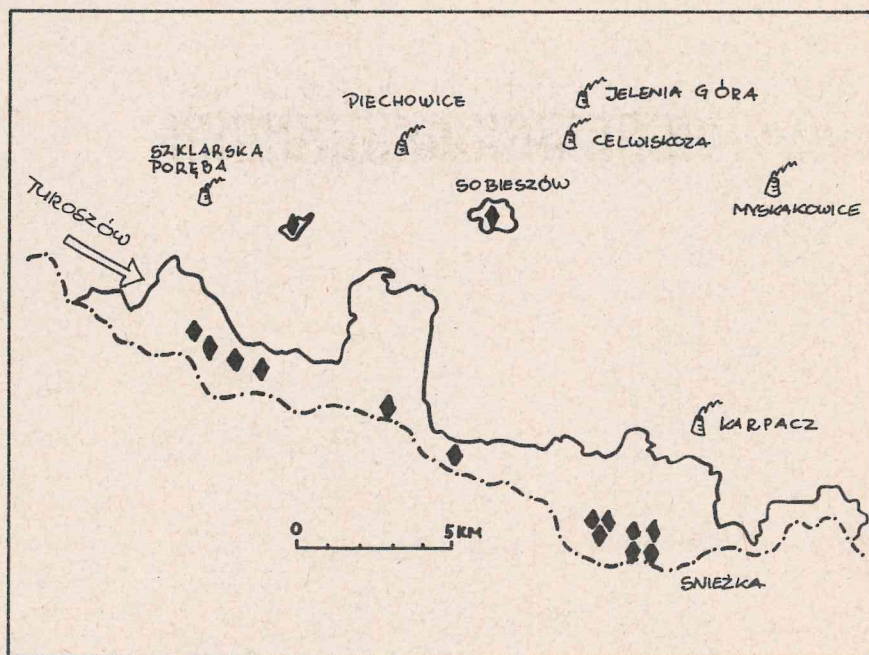 JELENIA GÓRA
PIECHOWICE
CELWISKOZA
SZKLARSKA
PORĘBA
SOBIESZÓW
MYSKAKOWICE
TUROSZÓW
KARPACZ
0 5KM
SNIEŻKA